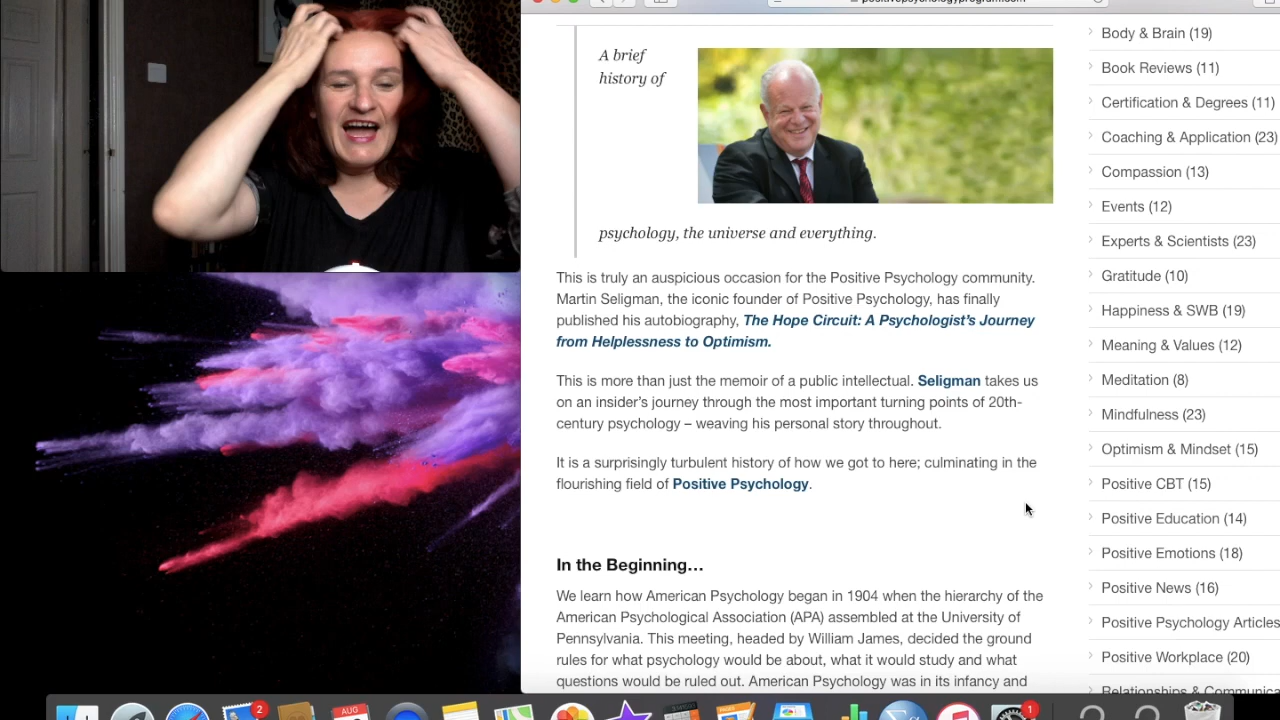 positivepsychologyprogram.com
A brief
history of
psychology, the universe and everything.
This is truly an auspicious occasion for the Positive Psychology community.
Martin Seligman, the iconic founder of Positive Psychology, has finally
published his autobiography, The Hope Circuit: A Psychologist’s Journey
from Helplessness to Optimism.
This is more than just the memoir of a public intellectual. Seligman takes us
on an insider’s journey through the most important turning points of 20th-
century psychology – weaving his personal story throughout.
It is a surprisingly turbulent history of how we got to here; culminating in the
flourishing field of Positive Psychology.
In the Beginning…
We learn how American Psychology began in 1904 when the hierarchy of the
American Psychological Association (APA) assembled at the University of
Pennsylvania. This meeting, headed by William James, decided the ground
rules for what psychology would be about, what it would study and what
questions would be ruled out. American Psychology was in its infancy and
Body & Brain (19)
Book Reviews (11)
Certification & Degrees (11)
Coaching & Application (23)
Compassion (13)
Events (12)
Experts & Scientists (23)
Gratitude (10)
Happiness & SWB (19)
Meaning & Values (12)
Meditation (8)
Mindfulness (23)
Optimism & Mindset (15)
Positive CBT (15)
Positive Education (14)
Positive Emotions (18)
Positive News (16)
Positive Psychology Articles
Positive Workplace (20)
Relationships & Communica
2
AUG
1